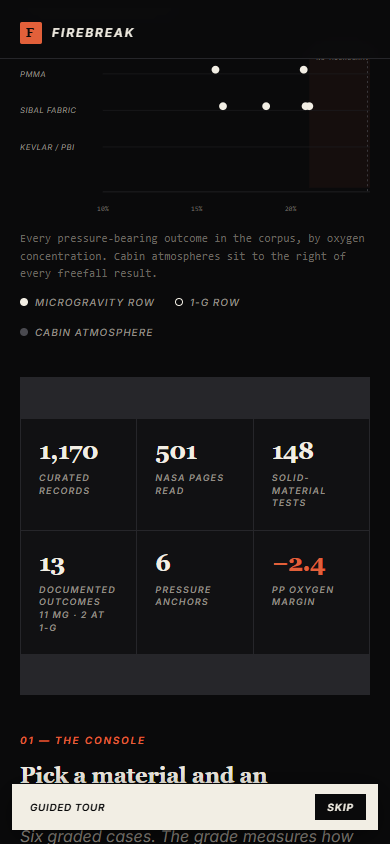 F FIREBREAK
PMMA
SIBAL FABRIC
KEVLAR / PBI
10% 15% 20%
Every pressure-bearing outcome in the corpus, by oxygen
concentration. Cabin atmospheres sit to the right of
every freefall result.
MICROGRAVITY ROW 1-G ROW
CABIN ATMOSPHERE
1,170 501 148
CURATED
RECORDS
NASA PAGES
READ
SOLID-
MATERIAL
TESTS
13 6 −2.4
DOCUMENTED
OUTCOMES
11 MG · 2 AT
1-G
PRESSURE
ANCHORS
PP OXYGEN
MARGIN
01 — THE CONSOLE
Pick a material and an
GUIDED TOUR SKIP
Six graded cases. The grade measures how